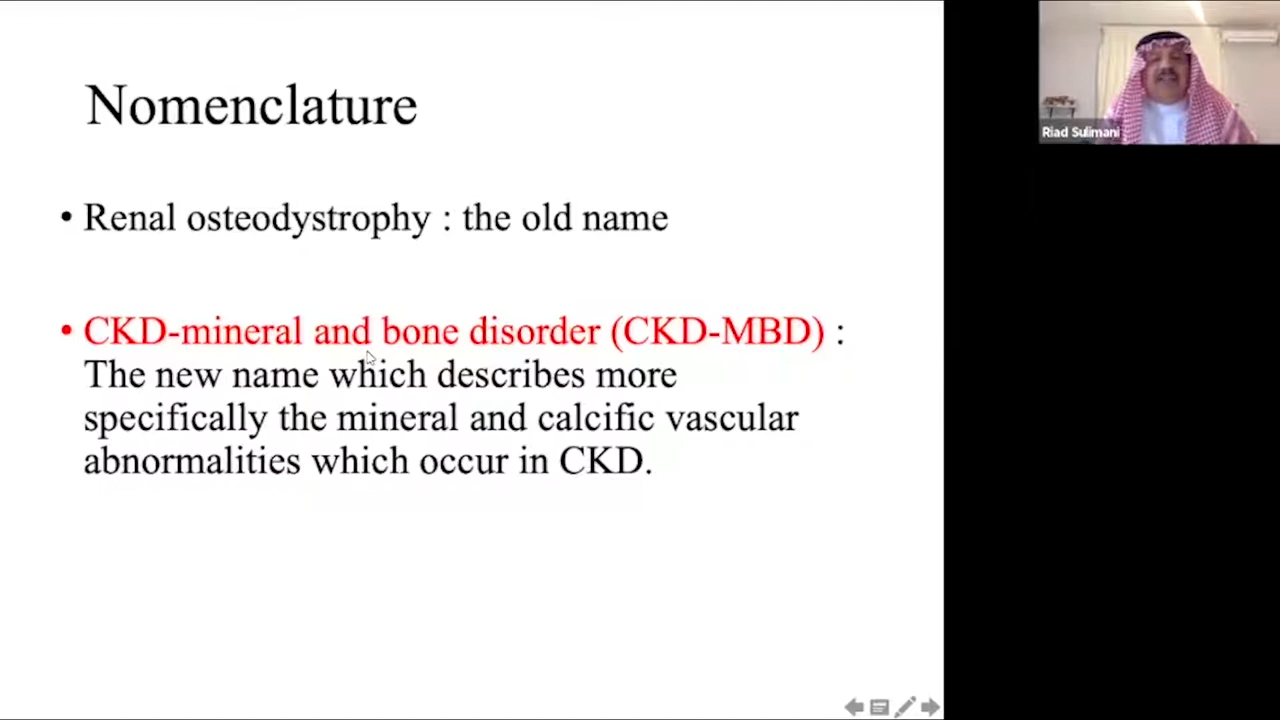 Nomenclature
• Renal osteodystrophy : the old name
• CKD-mineral and bone disorder (CKD-MBD) :
The new name which describes more
specifically the mineral and calcific vascular
abnormalities which occur in CKD.
Riad Sulimani